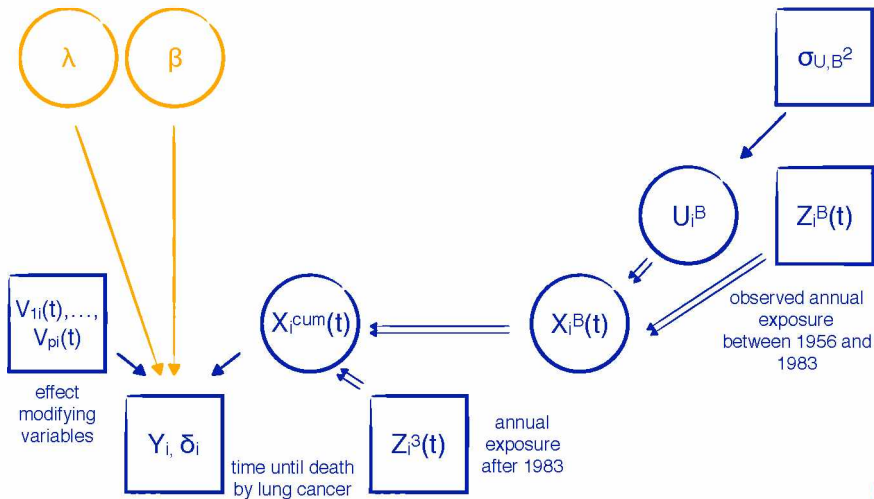 λ
β
σU,B²
UiB
ZiB(t)
V1i(t),...,
Vpi(t)
Xicum(t)
XiB(t)
observed annual
exposure
between 1956 and
1983
effect
modifying
variables
Yi, δi
time until death
by lung cancer
Zi³(t)
annual
exposure
after 1983